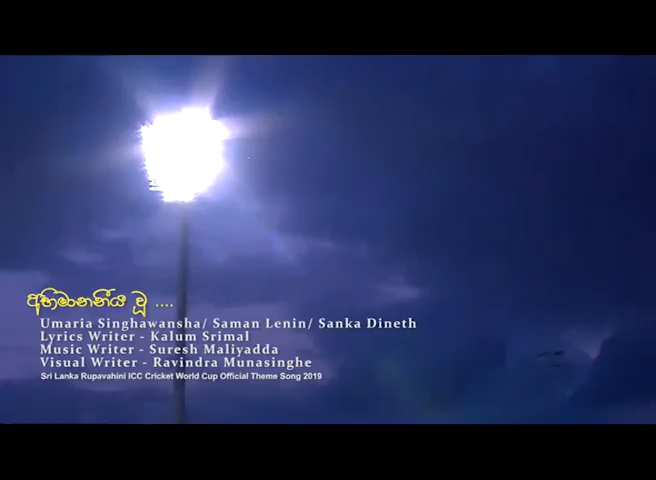 අභිමානනීය වූ ....
Umaria Singhawansha/ Saman Lenin/ Sanka Dineth
Lyrics Writer - Kalum Srimal
Music Writer - Suresh Maliyadda
Visual Writer - Ravindra Munasinghe
Sri Lanka Rupavahini ICC Cricket World Cup Official Theme Song 2019